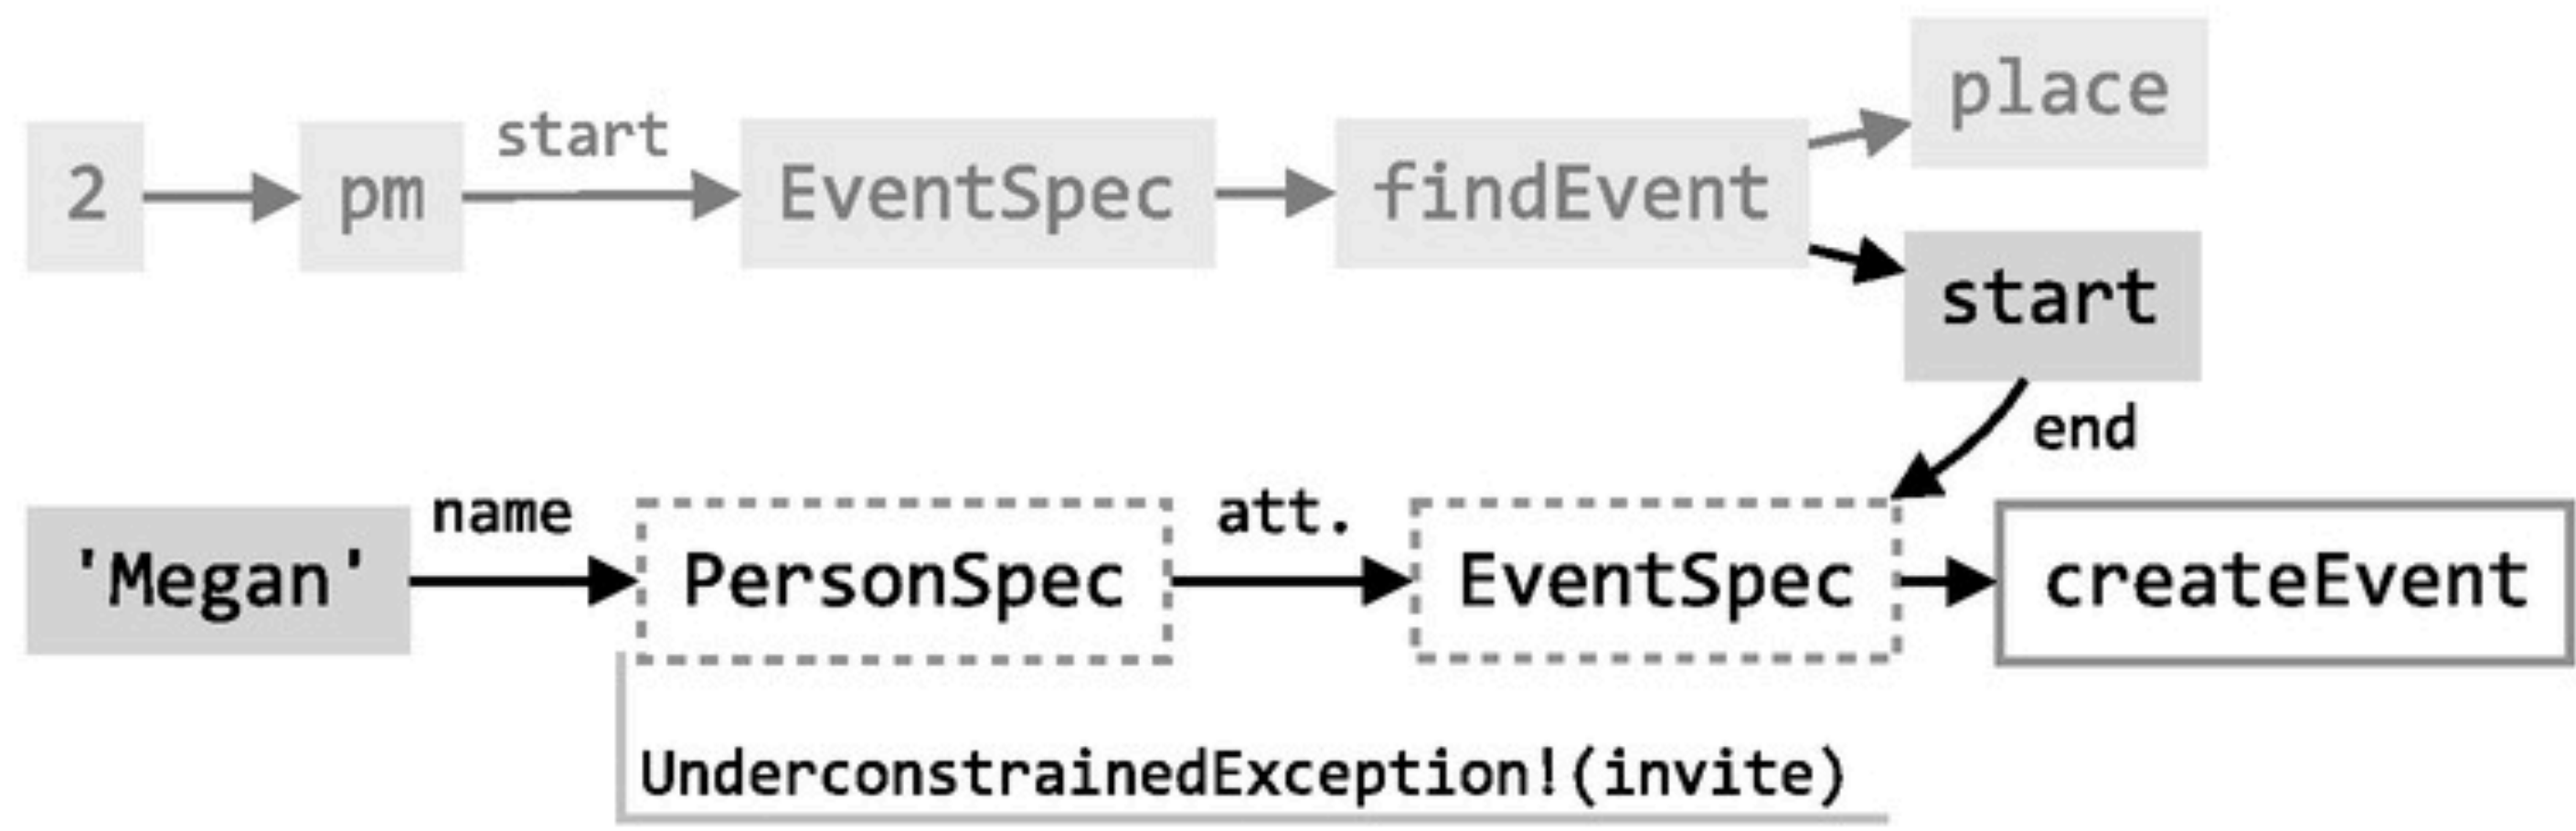 place
start
2
pm
EventSpec
findEvent
start
end
name
att.
'Megan'
PersonSpec
EventSpec
createEvent
UnderconstrainedException!(invite)